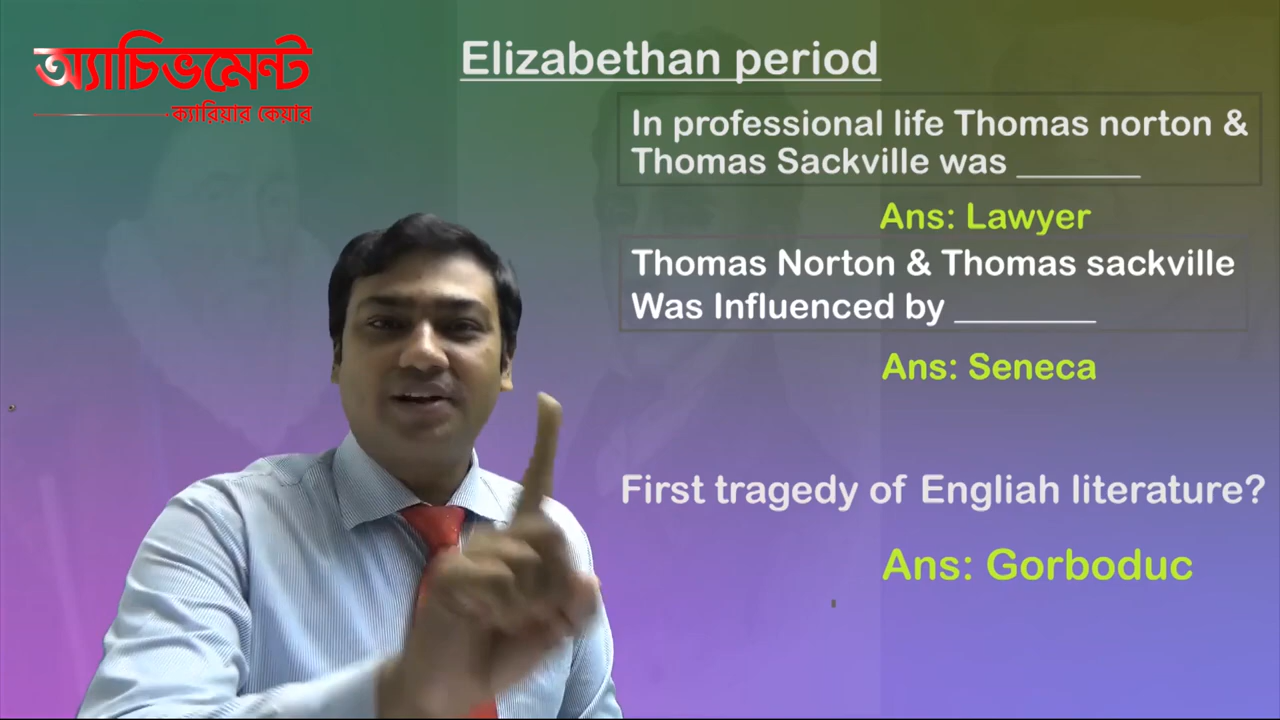 অ্যাচিভমেন্ট
ক্যারিয়ার কেয়ার
Elizabethan period
In professional life Thomas norton &
Thomas Sackville was _______
Ans: Lawyer
Thomas Norton & Thomas sackville
Was Influenced by ________
Ans: Seneca
First tragedy of Engliah literature?
Ans: Gorboduc